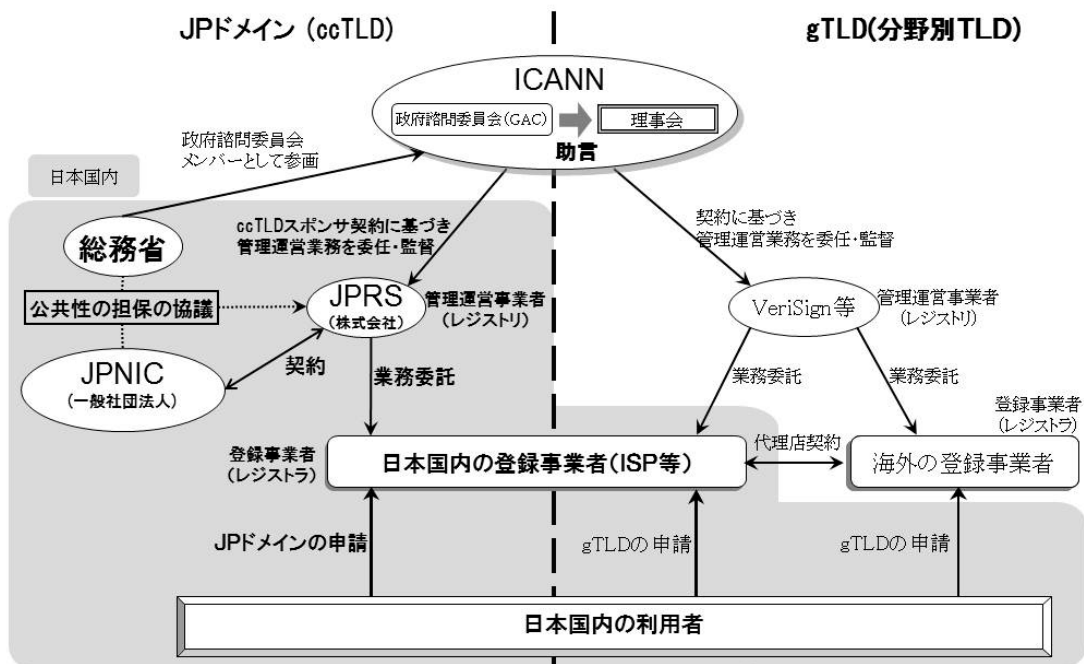 JPドメイン (ccTLD)
gTLD(分野別TLD)
ICANN
政府諮問委員会(GAC)
理事会
助言
政府諮問委員会
メンバーとして参画
日本国内
総務省
ccTLDスポンサ契約に基づき
管理運営業務を委任・監督
契約に基づき
管理運営業務を委任・監督
公共性の担保の協議
JPRS
(株式会社)
管理運営事業者
(レジストリ)
VeriSign等
管理運営事業者
(レジストリ)
JPNIC
(一般社団法人)
契約
業務委託
業務委託
業務委託
登録事業者
(レジストラ)
登録事業者
(レジストラ)
日本国内の登録事業者(ISP等)
代理店契約
海外の登録事業者
JPドメインの申請
gTLDの申請
gTLDの申請
日本国内の利用者